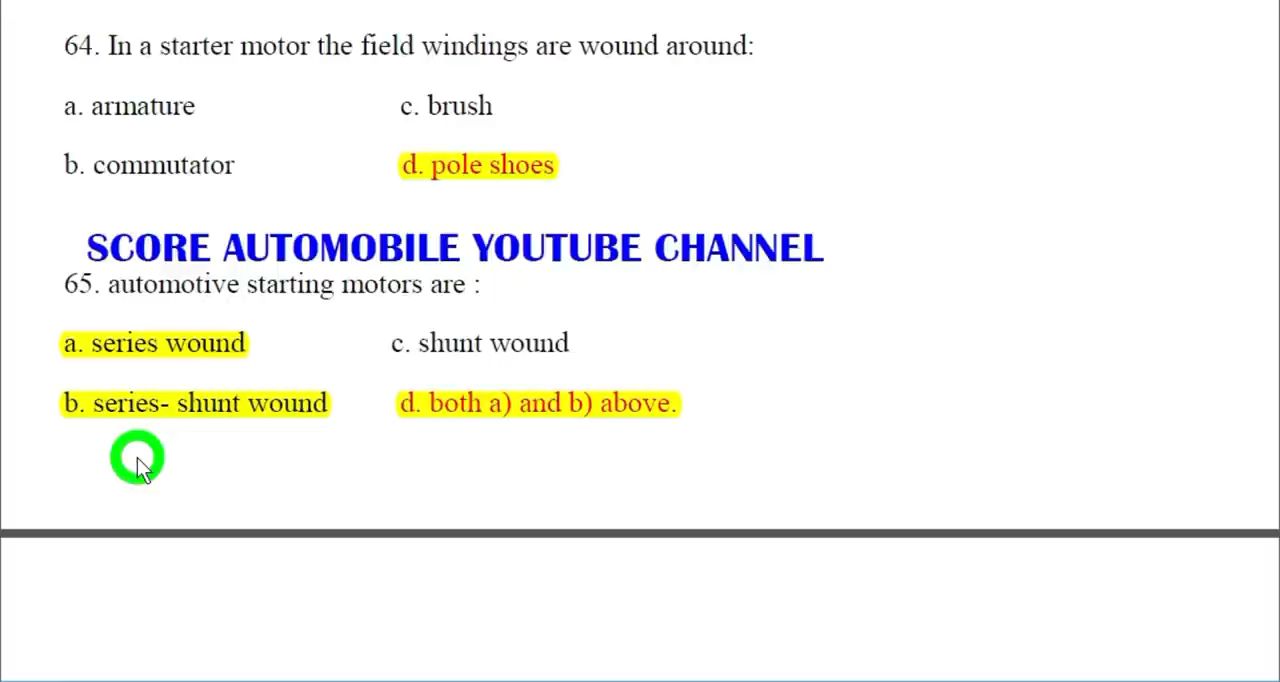 64. In a starter motor the field windings are wound around:
a. armature c. brush
b. commutator d. pole shoes
SCORE AUTOMOBILE YOUTUBE CHANNEL
65. automotive starting motors are :
a. series wound c. shunt wound
b. series- shunt wound d. both a) and b) above.